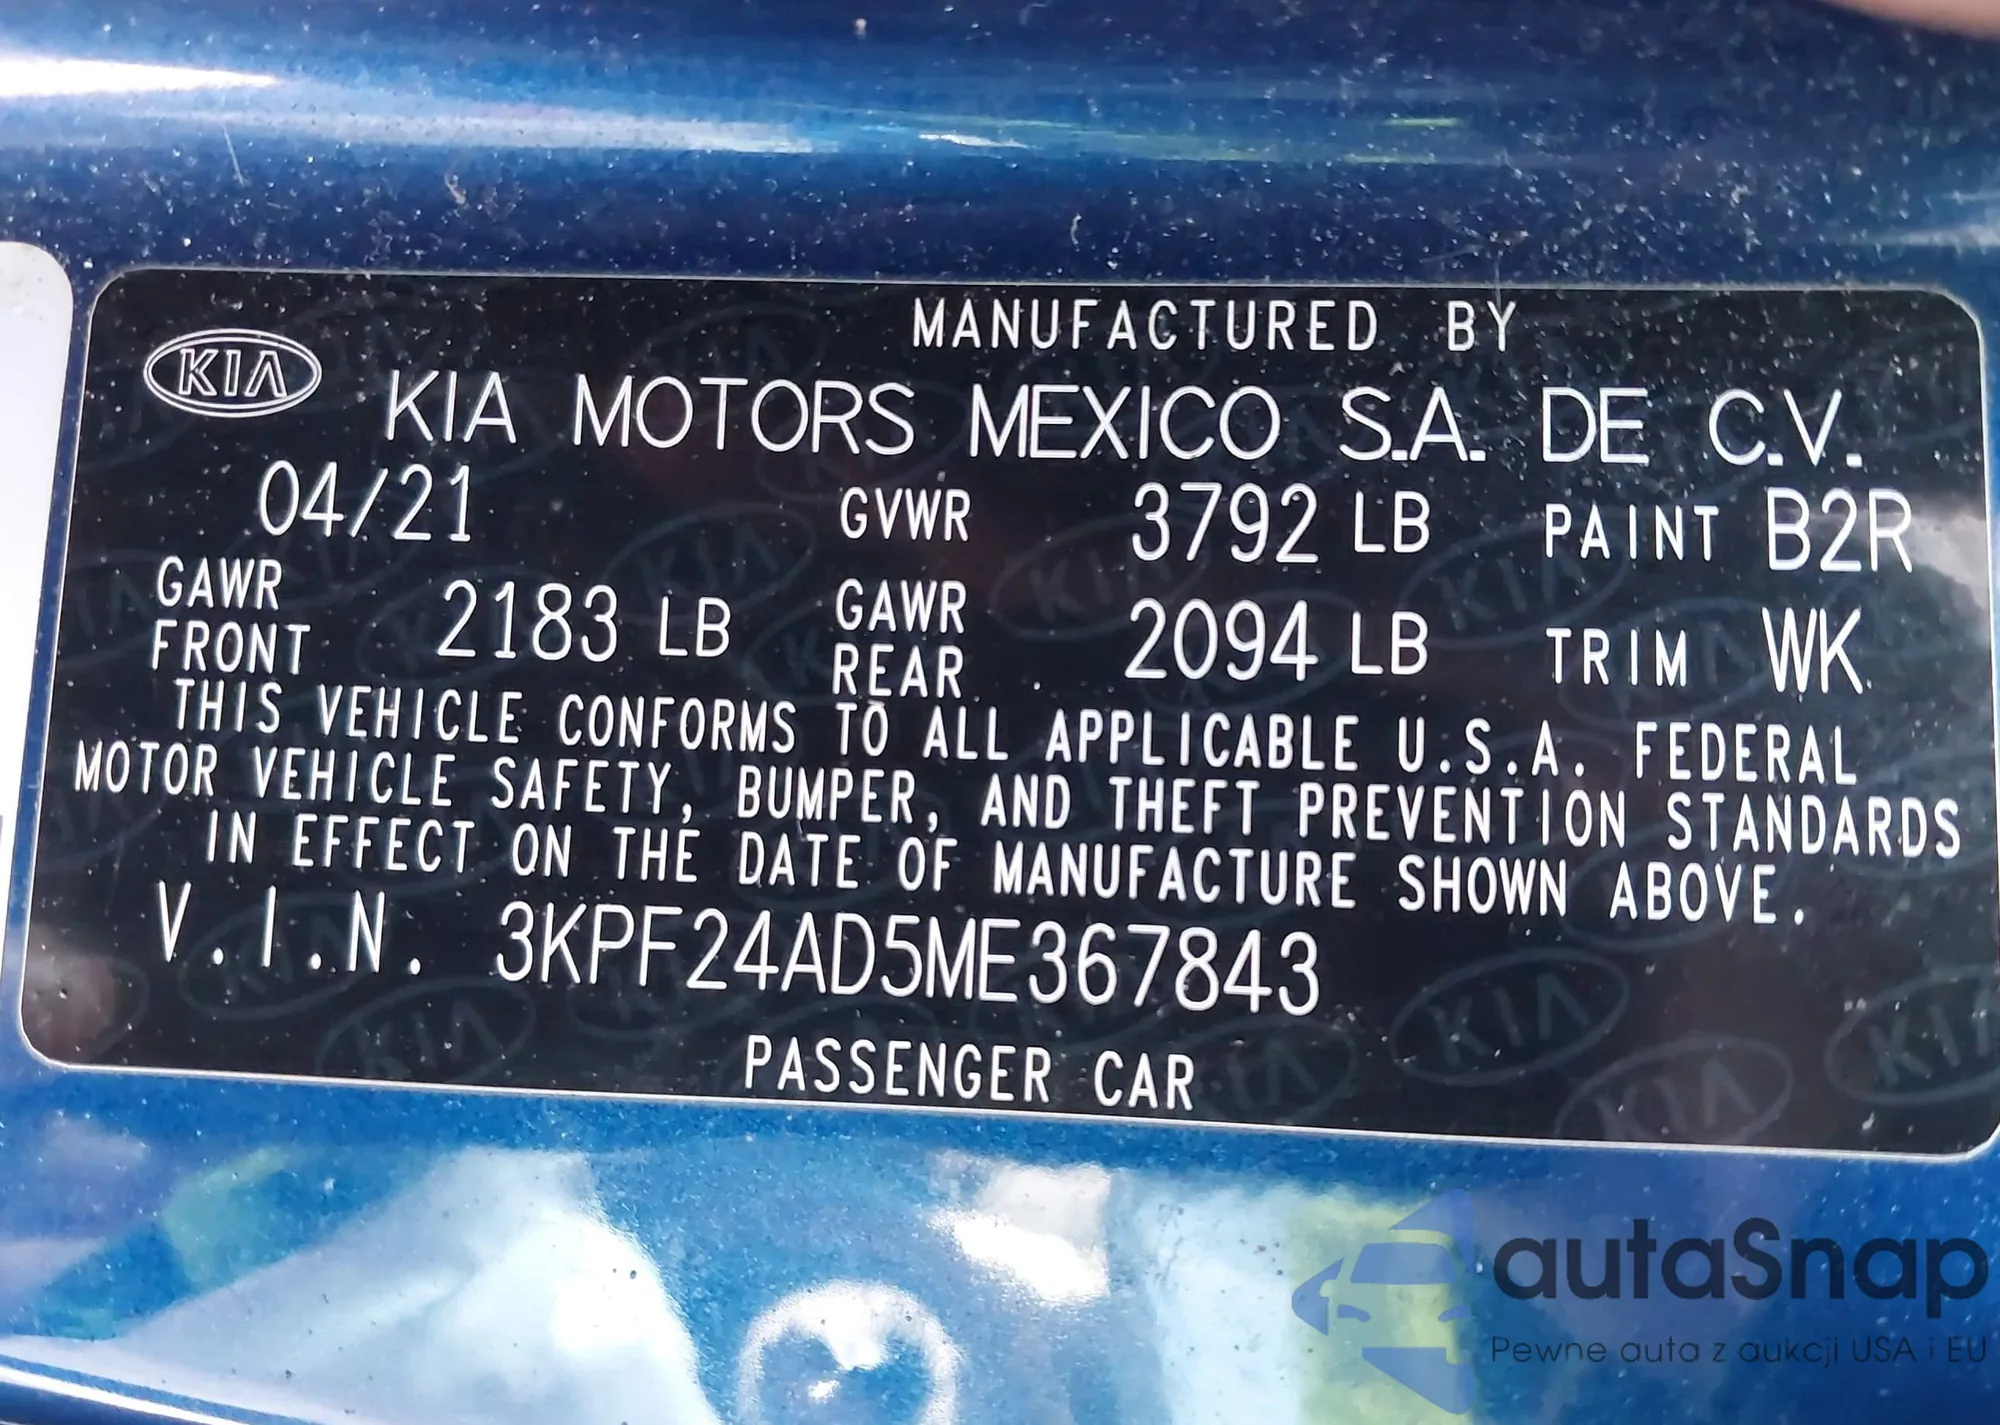 MANUFACTURED BY
KIA KIA MOTORS MEXICO S.A. DE C.V.
04/21 GVWR 3792 LB PAINT B2R
GAWR FRONT 2183 LB GAWR REAR 2094 LB TRIM WK
THIS VEHICLE CONFORMS TO ALL APPLICABLE U.S.A. FEDERAL
MOTOR VEHICLE SAFETY, BUMPER, AND THEFT PREVENTION STANDARDS
IN EFFECT ON THE DATE OF MANUFACTURE SHOWN ABOVE.
V.I.N. 3KPF24AD5ME367843
PASSENGER CAR
autaSnap
Pewne auta z aukcji USA i EU